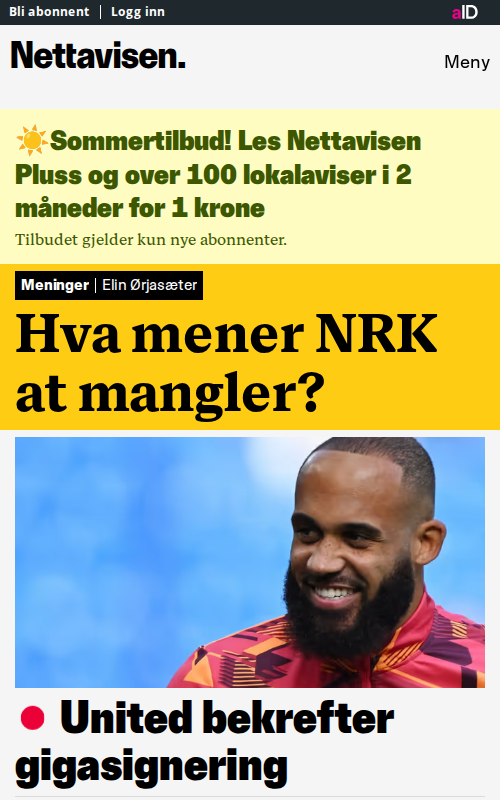 Bli abonnent | Logg inn
aID
Nettavisen.
Meny
☀️Sommertilbud! Les Nettavisen
Pluss og over 100 lokalaviser i 2
måneder for 1 krone
Tilbudet gjelder kun nye abonnenter.
Meninger | Elin Ørjasæter
Hva mener NRK
at mangler?
United bekrefter
gigasignering